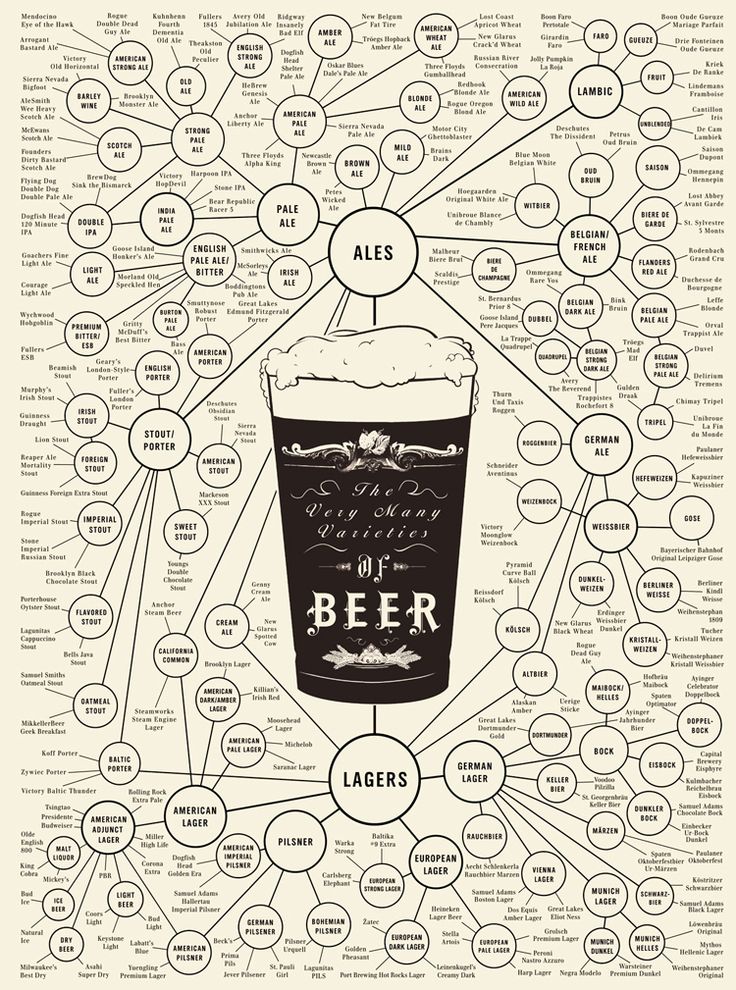 Mendocino
Eye of the Hawk
Arrogant
Bastard Ale
Rogue
Double Dead
Guy Ale
Victory
Old Horizontal
AMERICAN
STRONG ALE
Kuhnhenn
Fourth
Dementia
Old Ale
Theakston
Old
Peculier
OLD
ALE
Fullers
1845
Avery Old
Jubilation Ale
Ridgway
Insanely
Bad Elf
ENGLISH
STRONG
ALE
Sierra Nevada
Bigfoot
Brooklyn
Monster Ale
BARLEY
WINE
AleSmith
Wee Heavy
Scotch Ale
McEwans
Scotch Ale
Founders
Dirty Bastard
Scotch Ale
SCOTCH
ALE
STRONG
PALE
ALE
New Belgium
Fat Tire
Tröegs Hopback
Amber Ale
AMBER
ALE
Dogfish
Head
Shelter
Pale Ale
Oskar Blues
Dale's Pale Ale
HeBrew
Genesis
Ale
Anchor
Liberty Ale
Three Floyds
Alpha King
Sierra Nevada
Pale Ale
AMERICAN
PALE
ALE
Lost Coast
Apricot Wheat
New Glarus
Crack'd Wheat
Three Floyds
Gumballhead
AMERICAN
WHEAT
ALE
Redhook
Blonde Ale
Rogue Oregon
Blond Ale
BLONDE
ALE
Russian River
Consecration
Jolly Pumpkin
La Roja
AMERICAN
WILD ALE
Motor City
Ghettoblaster
Brains
Dark
MILD
ALE
Newcastle
Brown
Ale
Petes
Wicked
Ale
BROWN
ALE
Boon Faro
Pertotale
Girardin
Faro
FARO
Boon Oude Gueuze
Mariage Parfait
Drie Fonteinen
Oude Gueuze
GUEUZE
Kriek
De Ranke
Lindemans
Framboise
FRUIT
Cantillon
Iris
De Cam
Lambiek
UNBLENDED
LAMBIC
Flying Dog
Double Dog
Double Pale Ale
BrewDog
Sink the Bismarck
Dogfish Head
120 Minute
IPA
DOUBLE
IPA
Victory
HopDevil
Harpoon IPA
Stone IPA
Bear Republic
Racer 5
INDIA
PALE
ALE
PALE
ALE
ALES
Goachers Fine
Light Ale
Courage
Light Ale
LIGHT
ALE
Goose Island
Honker's Ale
Morland Old
Speckled Hen
Boddingtons
Pub Ale
ENGLISH
PALE ALE/
BITTER
Smithwicks Ale
McSorleys
Ale
IRISH
ALE
Wychwood
Hobgoblin
Fullers
ESB
Gritty
McDuff's
Best Bitter
PREMIUM
BITTER/
ESB
Bass
Ale
BURTON
PALE
ALE
Smuttynose
Robust
Porter
Great Lakes
Edmund Fitzgerald
Porter
AMERICAN
PORTER
Geary's
London-Style
Porter
Fuller's
London
Porter
ENGLISH
PORTER
Beamish
Stout
Murphy's
Irish Stout
Guinness
Draught
IRISH
STOUT
Lion Stout
Reaper Ale
Mortality
Stout
Guinness Foreign Extra Stout
FOREIGN
STOUT
STOUT/
PORTER
Deschutes
Obsidian
Stout
Sierra
Nevada
Stout
AMERICAN
STOUT
Mackeson
XXX Stout
Youngs
Double
Chocolate
Stout
SWEET
STOUT
Rogue
Imperial Stout
Stone
Imperial
Russian Stout
IMPERIAL
STOUT
Brooklyn Black
Chocolate Stout
Porterhouse
Oyster Stout
Lagunitas
Cappuccino
Stout
Bells Java
Stout
FLAVORED
STOUT
Samuel Smiths
Oatmeal Stout
MikkellerBeer
Geek Breakfast
OATMEAL
STOUT
Koff Porter
Zywiec Porter
Victory Baltic Thunder
BALTIC
PORTER
Deschutes
The Dissident
Petrus
Oud Bruin
OUD
BRUIN
Blue Moon
Belgian White
Hoegaarden
Original White Ale
Unibroue Blance
de Chambly
WITBIER
Saison
Dupont
Ommegang
Hennepin
SAISON
Lost Abbey
Avant Garde
St. Sylvestre
3 Monts
BIERE DE
GARDE
Rodenbach
Grand Cru
Duchesse de
Bourgogne
FLANDERS
RED ALE
BELGIAN/
FRENCH
ALE
Malheur
Biere Brut
Scaldis
Prestige
BIERE
DE
CHAMPAGNE
Ommegang
Rare Vos
Bink
Bruin
BELGIAN
DARK ALE
Leffe
Blonde
Orval
Trappist Ale
BELGIAN
PALE ALE
St. Bernardus
Prior 8
Goose Island
Pere Jacques
DUBBEL
La Trappe
Quadrupel
Avery
The Reverend
QUADRUPEL
Tröegs
Mad
Elf
Gulden
Draak
Trappistes
Rochefort 8
BELGIAN
STRONG
DARK ALE
Duvel
Delirium
Tremens
BELGIAN
STRONG
PALE ALE
Chimay Tripel
Unibroue
La Fin
du Monde
TRIPEL
Thurn
Und Taxis
Roggen
ROGGENBIER
GERMAN
ALE
Schneider
Aventinus
Victory
Moonglow
Weizenbock
WEIZENBOCK
Paulaner
Hefeweissbier
Kapuziner
Weissbier
HEFEWEIZEN
WEISSBIER
Bayerischer Bahnhof
Original Leipziger Gose
GOSE
New Glarus
Black Wheat
Erdinger
Weissbier
Dunkel
DUNKEL-
WEIZEN
Berliner
Kindl
Weisse
Weihenstephan
1809
BERLINER
WEISSE
Tucher
Kristall Weizen
Weihenstephaner
Kristall Weissbier
KRISTALL-
WEIZEN
Pyramid
Curve Ball
Kölsch
Reissdorf
Kölsch
KÖLSCH
Alaskan
Amber
Uerige
Sticke
ALTBIER
The
Very Many
Varieties
Of
BEER
Genny
Cream
Ale
New
Glarus
Spotted
Cow
CREAM
ALE
Anchor
Steam Beer
Steamworks
Steam Engine
Lager
CALIFORNIA
COMMON
Brooklyn Lager
Killian's
Irish Red
AMERICAN
DARK/AMBER
LAGER
Moosehead
Lager
Michelob
Saranac Lager
AMERICAN
PALE LAGER
AMERICAN
LAGER
LAGERS
Rolling Rock
Extra Pale
Tsingtao
Presidente
Budweiser
Miller
High Life
Corona
Extra
PBR
AMERICAN
ADJUNCT
LAGER
Olde
English
800
King
Cobra
Mickey's
MALT
LIQUOR
Bud
Ice
Natural
Ice
ICE
BEER
Milwaukee's
Best Dry
Asahi
Super Dry
DRY
BEER
Coors
Light
Keystone
Light
Bud
Light
LIGHT
BEER
Dogfish
Head
Golden Era
Samuel Adams
Hallertau
Imperial Pilsner
AMERICAN
IMPERIAL
PILSNER
Labatt's
Blue
Yuengling
Premium Lager
AMERICAN
PILSNER
PILSNER
Beck's
Prima
Pils
Jever Pilsener
St. Pauli
Girl
GERMAN
PILSNER
Pilsner
Urquell
Lagunitas
PILS
BOHEMIAN
PILSNER
Warka
Strong
Baltika
#9 Extra
Carlsberg
Elephant
EUROPEAN
STRONG LAGER
EUROPEAN
LAGER
Zatec
Golden
Pheasant
Port Brewing Hot Rocks Lager
Leinenkugel's
Creamy Dark
EUROPEAN
DARK LAGER
Heineken
Lager Beer
Stella
Artois
Grolsch
Premium Lager
Peroni
Nastro Azzuro
Harp Lager
EUROPEAN
PALE LAGER
GERMAN
LAGER
Great Lakes
Dortmunder
Gold
Ayinger
Jahrhundert
Bier
DORTMUNDER
Rogue
Dead Guy
Ale
Hofbräu
Maibock
MAIBOCK/
HELLES
Spaten
Optimator
Ayinger
Celebrator
Doppelbock
DOPPEL-
BOCK
BOCK
Capital
Brewery
Eisphyre
Kulmbacher
Reichelbrau
Eisbock
EISBOCK
Samuel Adams
Chocolate Bock
Einbecker
Ur-Bock
Dunkel
DUNKLER
BOCK
Voodoo
Pilzilla
St. Georgenbräu
Keller Bier
KELLER
BIER
Aecht Schlenkerla
Rauchbier Marzen
RAUCHBIER
Paulaner
Oktoberfest
Spaten
Oktoberfestbier
Ur-Märzen
MÄRZEN
Samuel Adams
Boston Lager
Dos Equis
Amber Lager
Great Lakes
Eliot Ness
VIENNA
LAGER
MUNICH
LAGER
Köstritzer
Schwarzbier
Samuel Adams
Black Lager
SCHWARZ-
BIER
Negra Modelo
Warsteiner
Premium Dunkel
MUNICH
DUNKEL
Löwenbräu
Original
Mythos
Hellenic Lager
Weihenstephaner
Original
MUNICH
HELLES